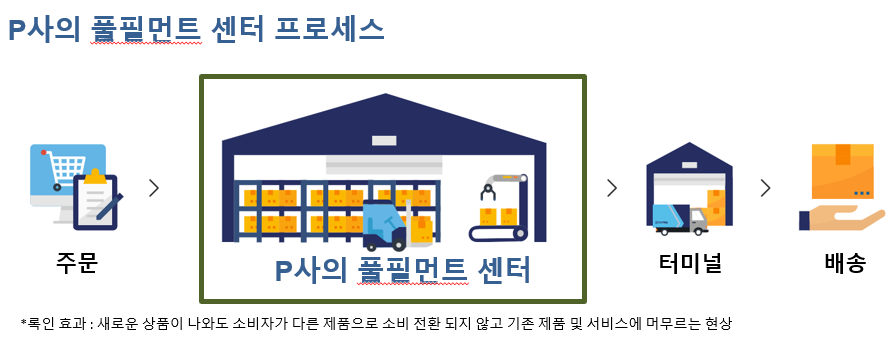 P사의 풀필먼트 센터 프로세스
주문
P사의 풀필먼트 센터
터미널
배송
*록인 효과 : 새로운 상품이 나와도 소비자가 다른 제품으로 소비 전환 되지 않고 기존 제품 및 서비스에 머무르는 현상